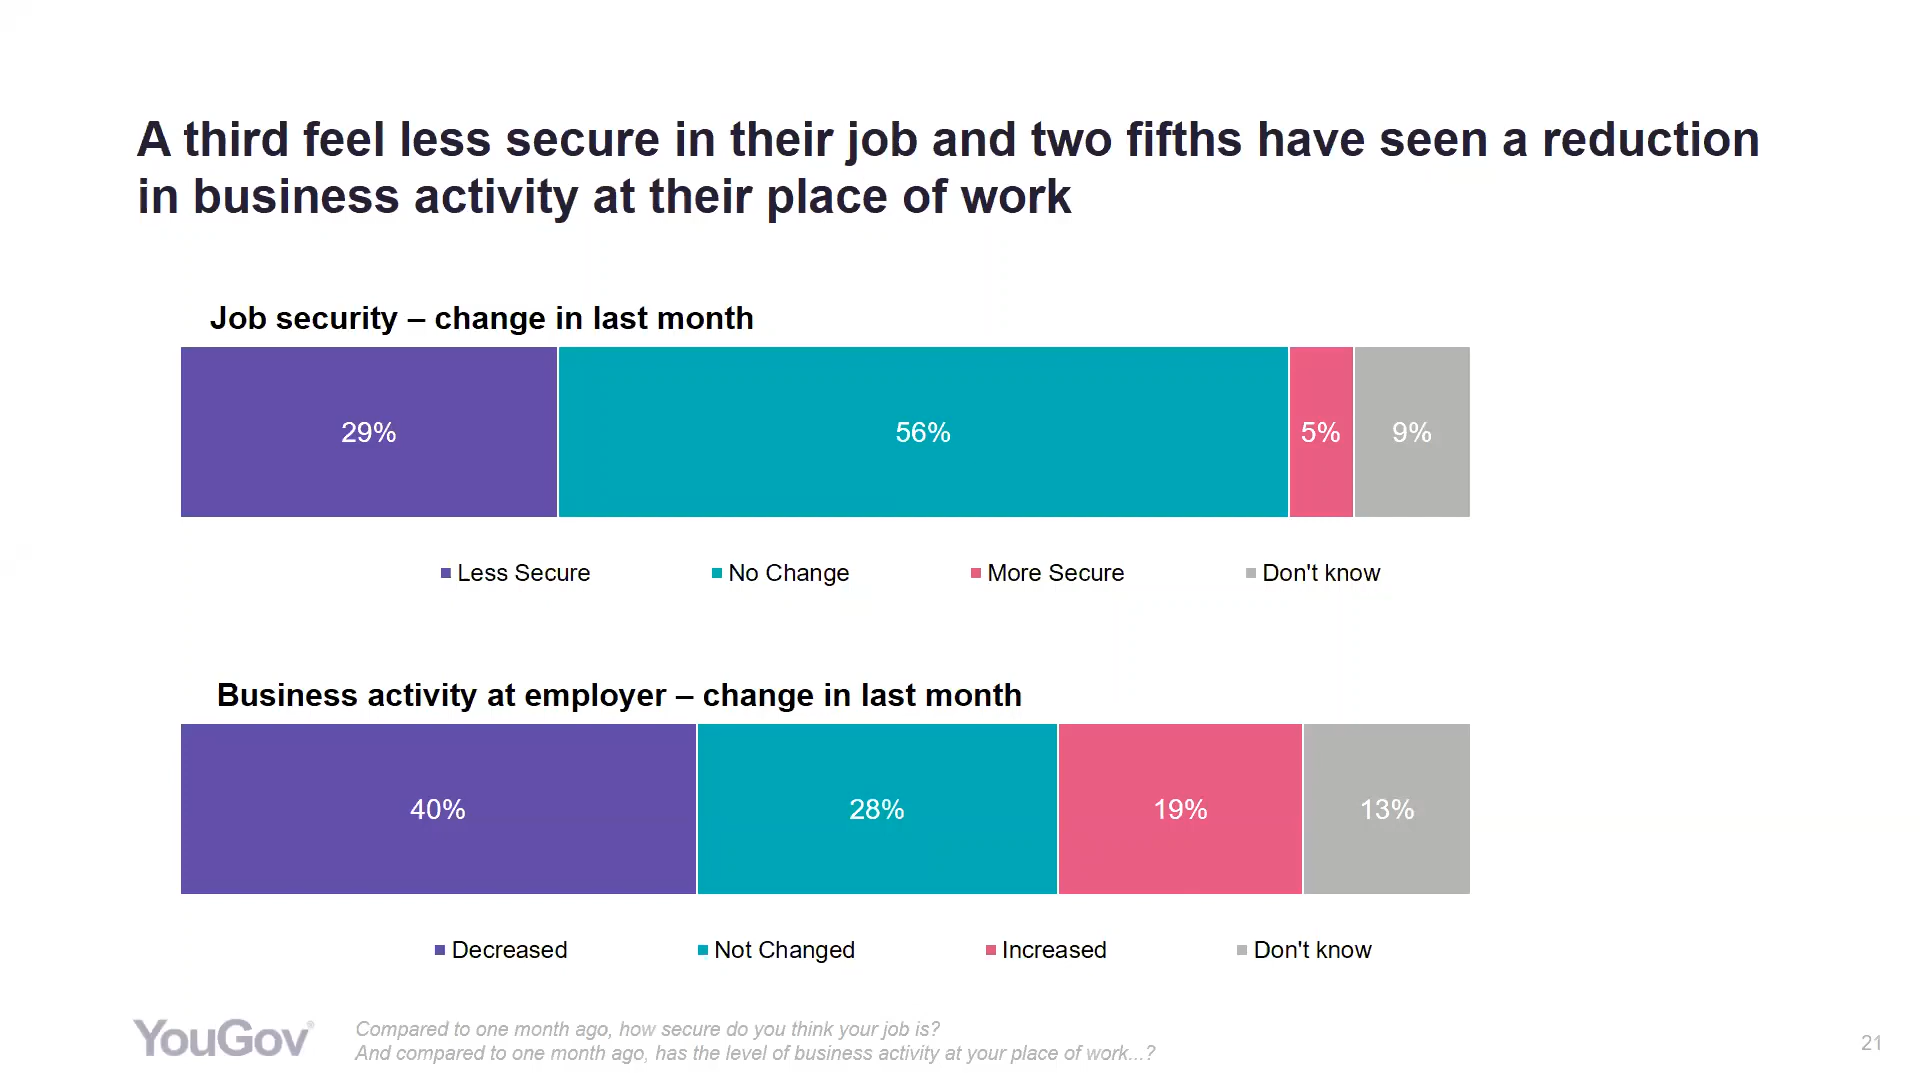 A third feel less secure in their job and two fifths have seen a reduction
in business activity at their place of work
Job security – change in last month
29% 56% 5% 9%
Less Secure No Change More Secure Don't know
Business activity at employer – change in last month
40% 28% 19% 13%
Decreased Not Changed Increased Don't know
YouGov®
Compared to one month ago, how secure do you think your job is?
And compared to one month ago, has the level of business activity at your place of work...?
21